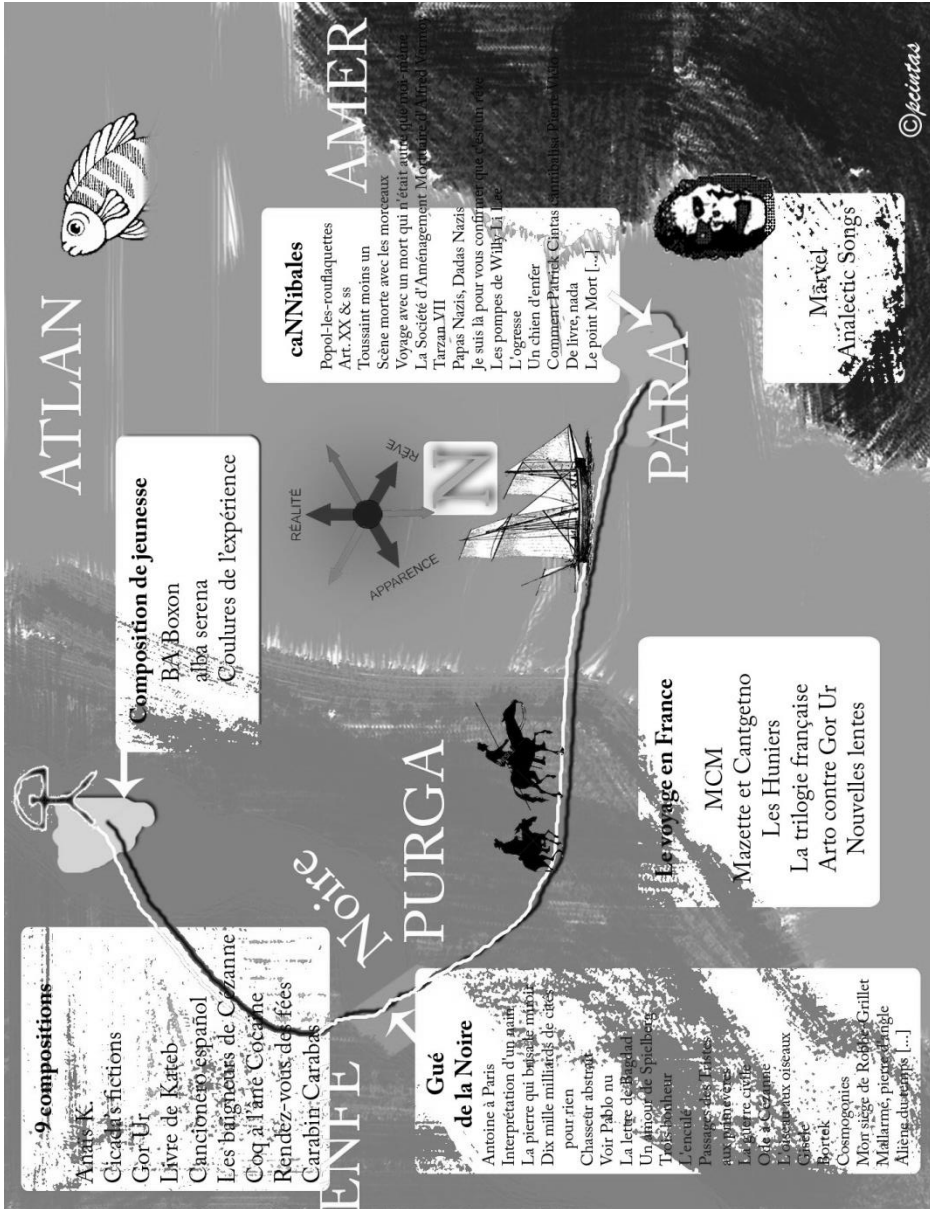 9 compositions
Anaïs K.
Cicada's fictions
Gor Ur
Livre de Kateb
Cancionero español
Les baigneurs de Cézanne
Coq à l'âne Cocaïne
Rendez-vous des fées
Carabin Carabas
ATLAN
Composition de jeunesse
BA Boxon
alba serena
Coulures de l'expérience
RÉALITÉ
RÊVE
APPARENCE
N
AMER
ENFE
Noire
PURGA
PARA
caNNibales
Popol-les-rouflaquettes
Art. XX & ss
Toussaint moins un
Scène morte avec les morceaux
Voyage avec un mort qui n'était autre que moi-même
La Société d'Aménagement Mortuaire d'Alfred Vermoy
Tarzan VII
Papas Nazis, Dadas Nazis
Je suis là pour vous confirmer que c'est un rêve
Les pompes de Willy Li Lee
L'ogresse
Un chien d'enfer
Comment Patrick Cintas cannibalisa Pierre
De livre, nada
Le point Mort [...]
Gué
de la Noire
Antoine à Paris
Interprétation d'un nain
La pierre qui bascule
Dix mille milliards de cités
pour rien
Chasseur abstrait
Voir Pablo nu
La lettre de Bagdad
Un amour de Spielberg
Trois bonheur
L'enculé
Passages des Tristes
aux primevères
La guerre civile
Ode à Cézanne
L'oiseau aux oiseaux
Gisèle
Bortek
Cosmogonies
Mor siège de Robbe-Grillet
Mallarmé, pierre d'angle
Aliène du temps [...]
Le voyage en France
MCM
Mazette et Cantgetno
Les Huniers
La trilogie française
Arto contre Gor Ur
Nouvelles lentes
Marvel
Analectic Songs
©pcintas